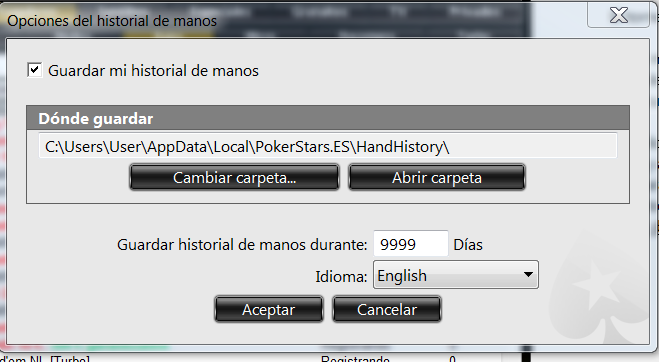 Opciones del historial de manos
Guardar mi historial de manos
Dónde guardar
C:\Users\User\AppData\Local\PokerStars.ES\HandHistory\
Cambiar carpeta... Abrir carpeta
Guardar historial de manos durante: 9999 Días
Idioma: English
Aceptar Cancelar
d'em NL [Turbo] Registrando 0